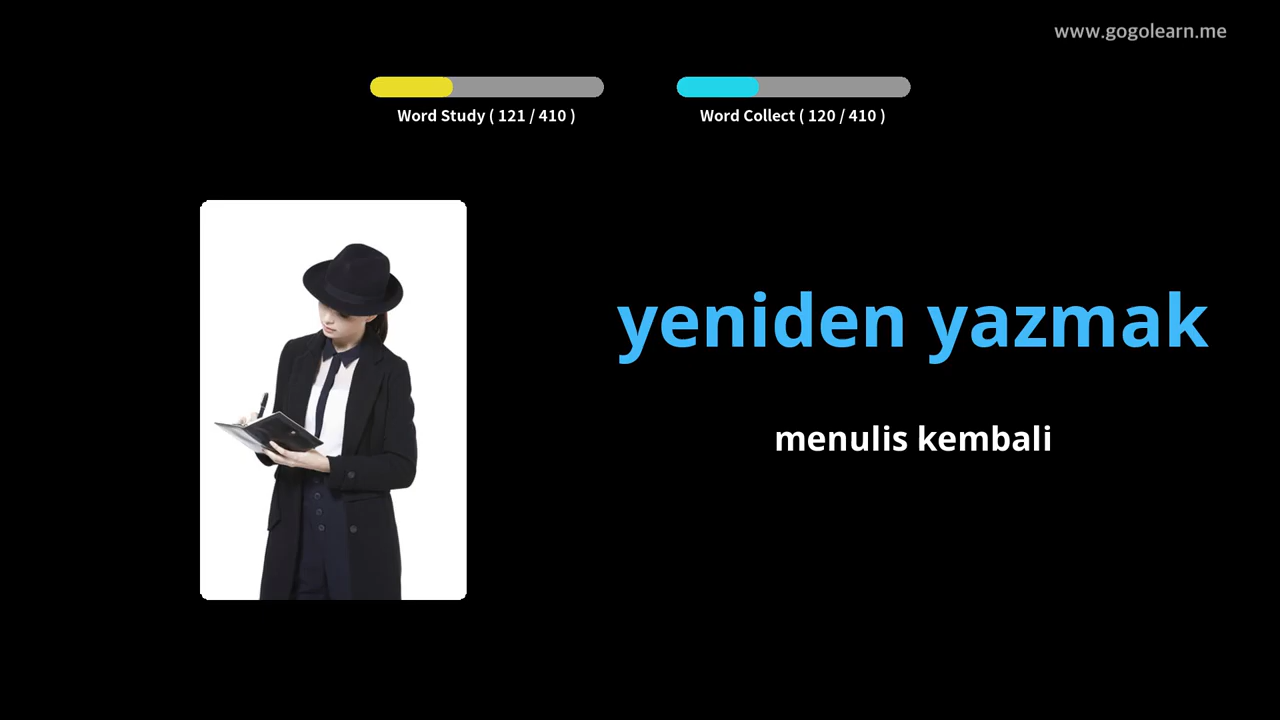 www.gogolearn.me
Word Study ( 121 / 410 )
Word Collect ( 120 / 410 )
yeniden yazmak
menulis kembali